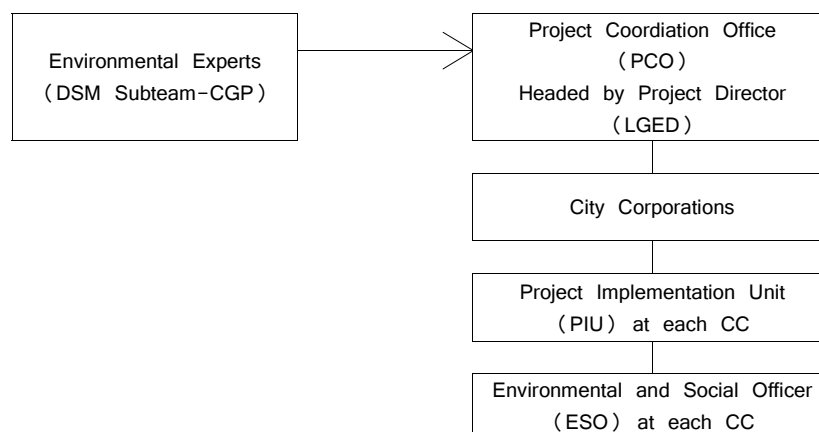 Environmental Experts
(DSM Subteam-CGP)
Project Coordiation Office
(PCO)
Headed by Project Director
(LGED)
City Corporations
Project Implementation Unit
(PIU) at each CC
Environmental and Social Officer
(ESO) at each CC